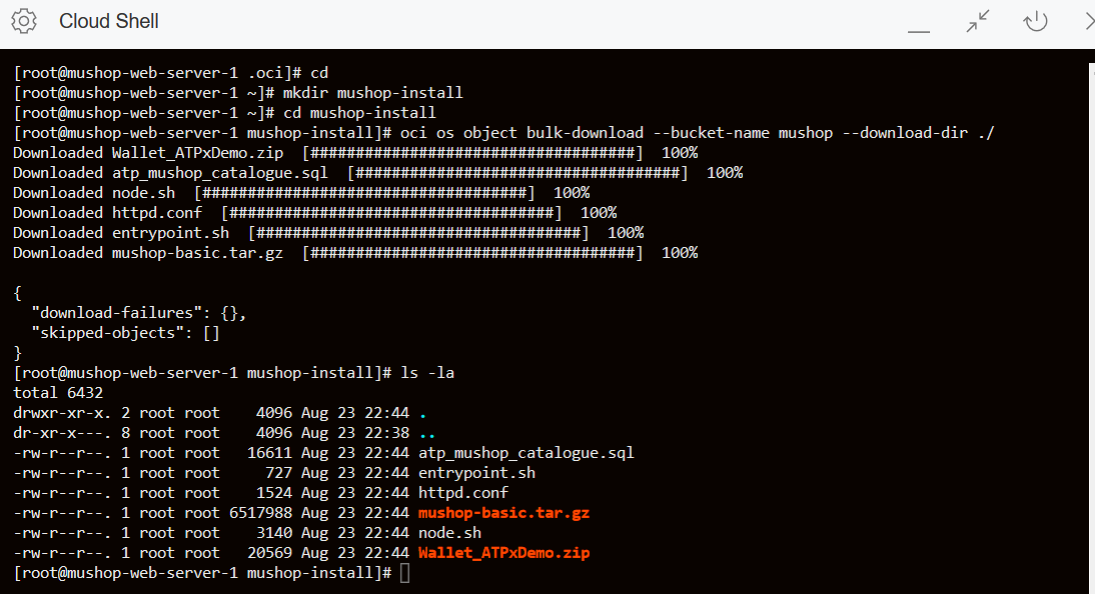 Cloud Shell
[root@mushop-web-server-1 .oci]# cd
[root@mushop-web-server-1 ~]# mkdir mushop-install
[root@mushop-web-server-1 ~]# cd mushop-install
[root@mushop-web-server-1 mushop-install]# oci os object bulk-download --bucket-name mushop --download-dir ./
Downloaded Wallet_ATPxDemo.zip  [####################################]  100%
Downloaded atp_mushop_catalogue.sql  [####################################]  100%
Downloaded node.sh  [####################################]  100%
Downloaded httpd.conf  [####################################]  100%
Downloaded entrypoint.sh  [####################################]  100%
Downloaded mushop-basic.tar.gz  [####################################]  100%
{
  "download-failures": {},
  "skipped-objects": []
}
[root@mushop-web-server-1 mushop-install]# ls -la
total 6432
drwxr-xr-x. 2 root root    4096 Aug 23 22:44 .
dr-xr-x---. 8 root root    4096 Aug 23 22:38 ..
-rw-r--r--. 1 root root   16611 Aug 23 22:44 atp_mushop_catalogue.sql
-rw-r--r--. 1 root root     727 Aug 23 22:44 entrypoint.sh
-rw-r--r--. 1 root root    1524 Aug 23 22:44 httpd.conf
-rw-r--r--. 1 root root 6517988 Aug 23 22:44 mushop-basic.tar.gz
-rw-r--r--. 1 root root    3140 Aug 23 22:44 node.sh
-rw-r--r--. 1 root root   20569 Aug 23 22:44 Wallet_ATPxDemo.zip
[root@mushop-web-server-1 mushop-install]#